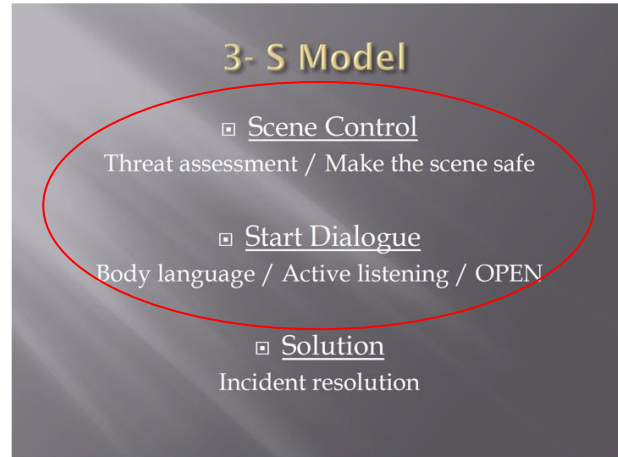 3- S Model
Scene Control
Threat assessment / Make the scene safe
Start Dialogue
Body language / Active listening / OPEN
Solution
Incident resolution